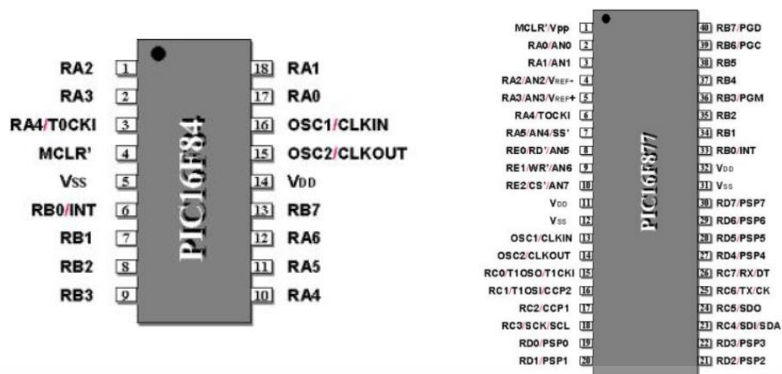 RA2 1 18 RA1
RA3 2 17 RA0
RA4/T0CKI 3 16 OSC1/CLKIN
MCLR' 4 15 OSC2/CLKOUT
VSS 5 14 VDD
RB0/INT 6 13 RB7
RB1 7 12 RA6
RB2 8 11 RA5
RB3 9 10 RA4
PIC16F84
MCLR'/Vpp 1 40 RB7/PGD
RA0/AN0 2 39 RB6/PGC
RA1/AN1 3 38 RB5
RA2/AN2/VREF- 4 37 RB4
RA3/AN3/VREF+ 5 36 RB3/PGM
RA4/TOCKI 6 35 RB2
RA5/AN4/SS' 7 34 RB1
RE0/RD'/AN5 8 33 RB0/INT
RE1/WR'/AN6 9 32 VDD
RE2/CS'/AN7 10 31 VSS
VDD 11 30 RD7/PSP7
VSS 12 29 RD6/PSP6
OSC1/CLKIN 13 28 RD5/PSP5
OSC2/CLKOUT 14 27 RD4/PSP4
RC0/T1OSO/T1CKI 15 26 RC7/RX/DT
RC1/T1OSI/CCP2 16 25 RC6/TX/CK
RC2/CCP1 17 24 RC5/SDO
RC3/SCK/SCL 18 23 RC4/SDI/SDA
RD0/PSP0 19 22 RD3/PSP3
RD1/PSP1 20 21 RD2/PSP2
PIC16F877